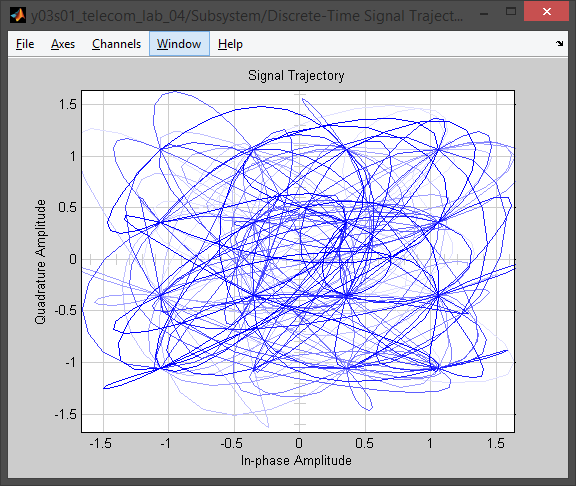 y03s01_telecom_lab_04/Subsystem/Discrete-Time Signal Traject...
File Axes Channels Window Help
Signal Trajectory
1.5
1
0.5
0
-0.5
-1
-1.5
Quadrature Amplitude
-1.5 -1 -0.5 0 0.5 1 1.5
In-phase Amplitude